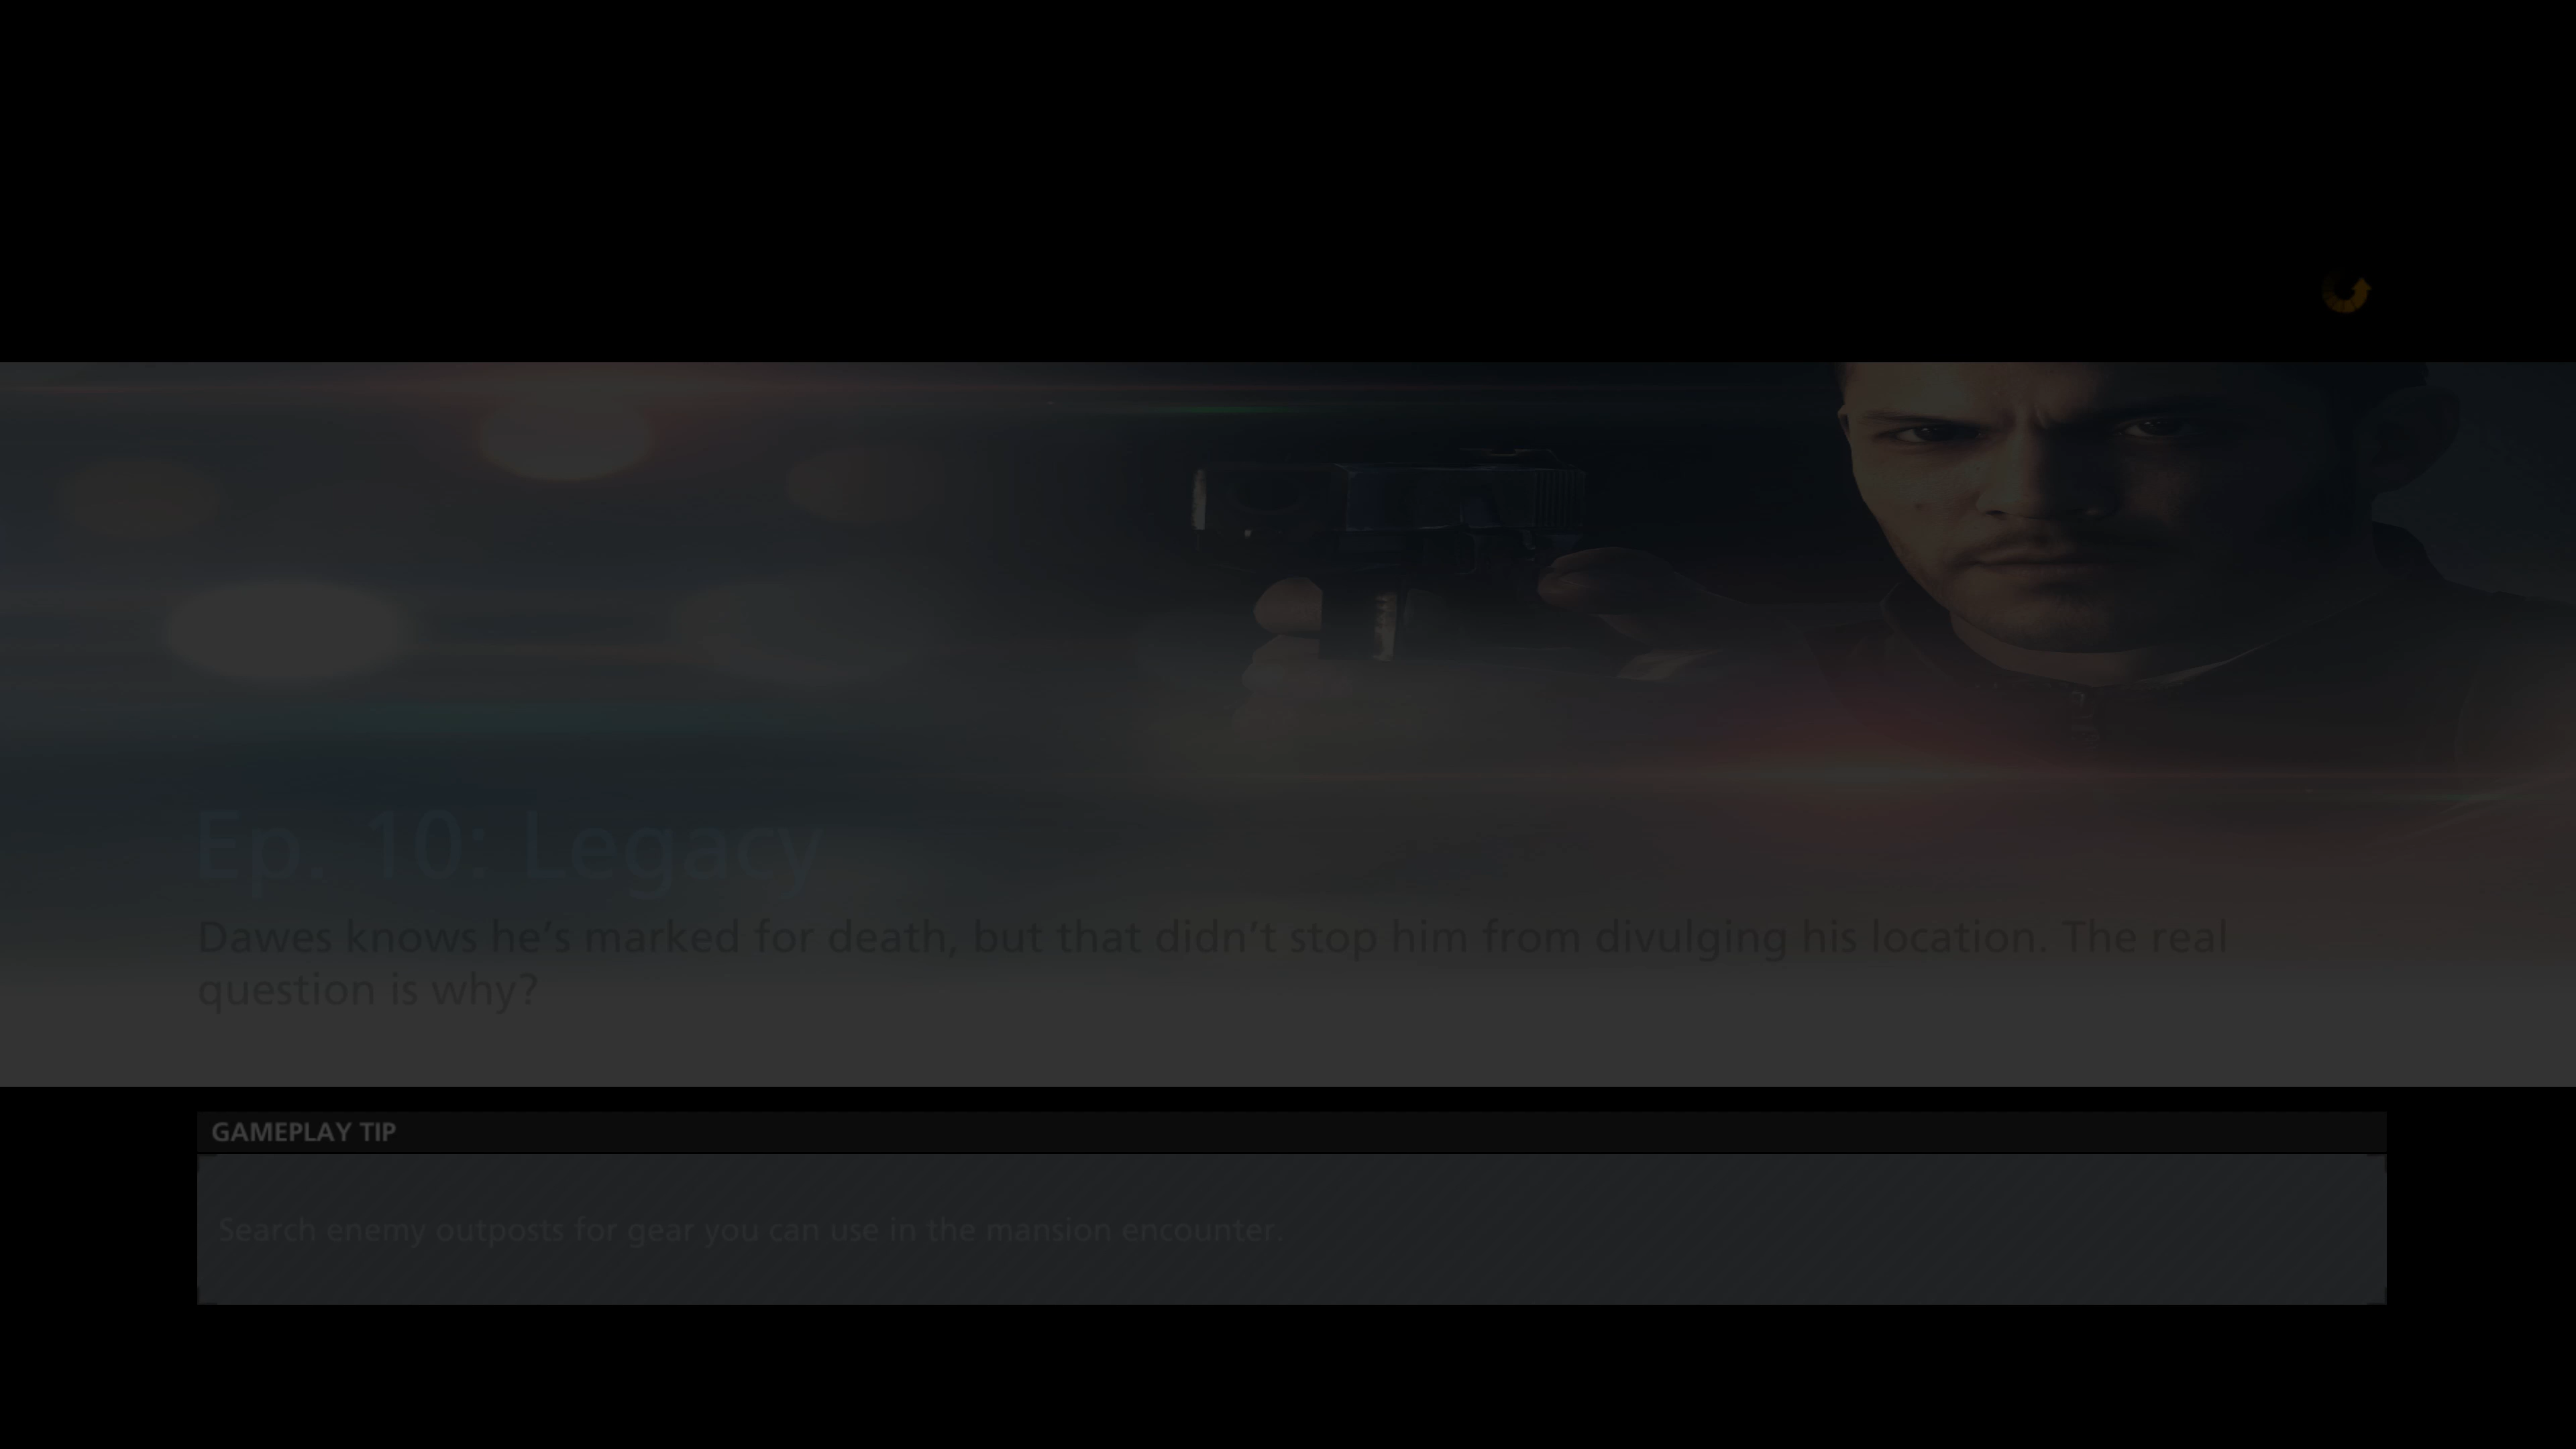 Ep. 10: Legacy
Dawes knows he's marked for death, but that didn't stop him from divulging his location. The real
question is why?
GAMEPLAY TIP
Search enemy outposts for gear you can use in the mansion encounter.